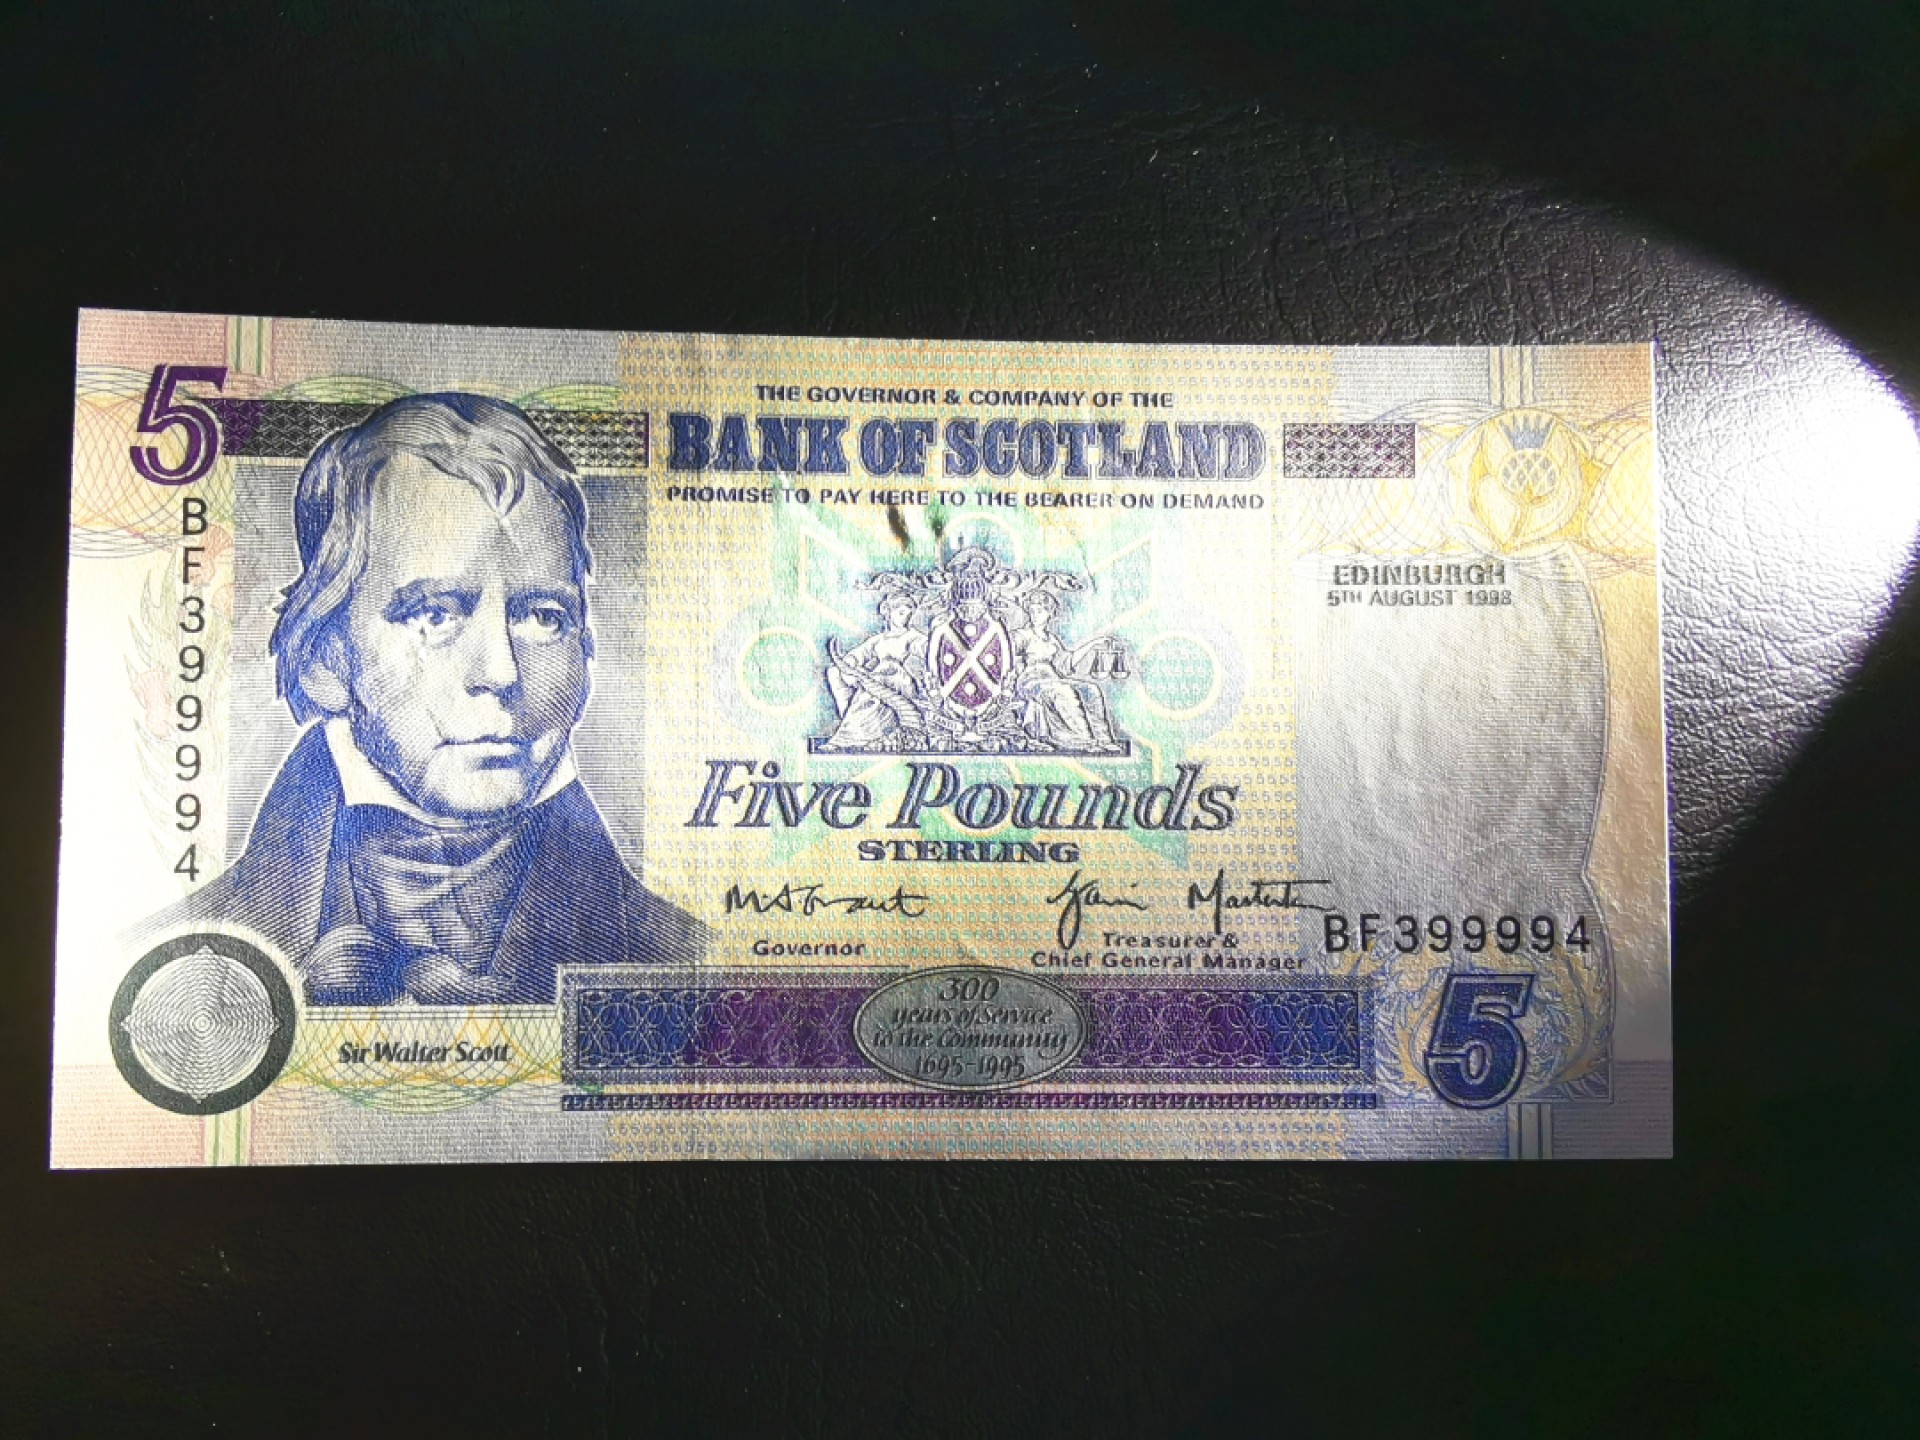 5
THE GOVERNOR & COMPANY OF THE
BANK OF SCOTLAND
PROMISE TO PAY HERE TO THE BEARER ON DEMAND
BF399994
EDINBURGH
5TH AUGUST 1998
Five Pounds
STERLING
Governor
Treasurer &
Chief General Manager
BF399994
5
300
years of Service
to the Community
1695-1995
Sir Walter Scott